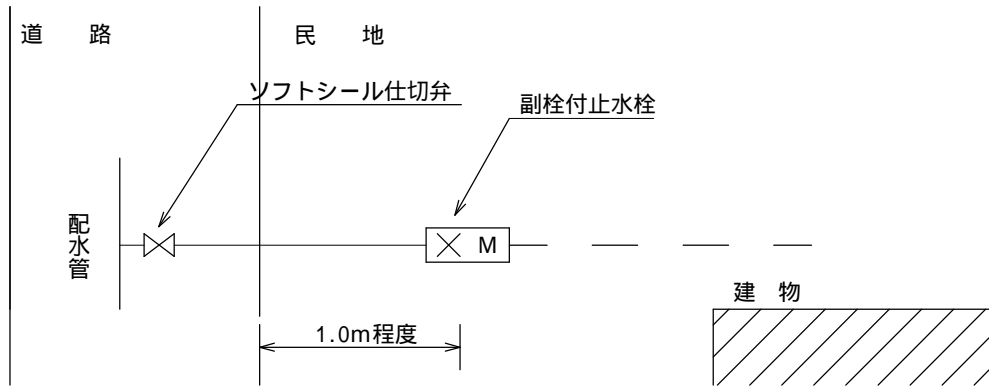 道　路
民　地
ソフトシール仕切弁
副栓付止水栓
配水管
M
建　物
1.0m程度